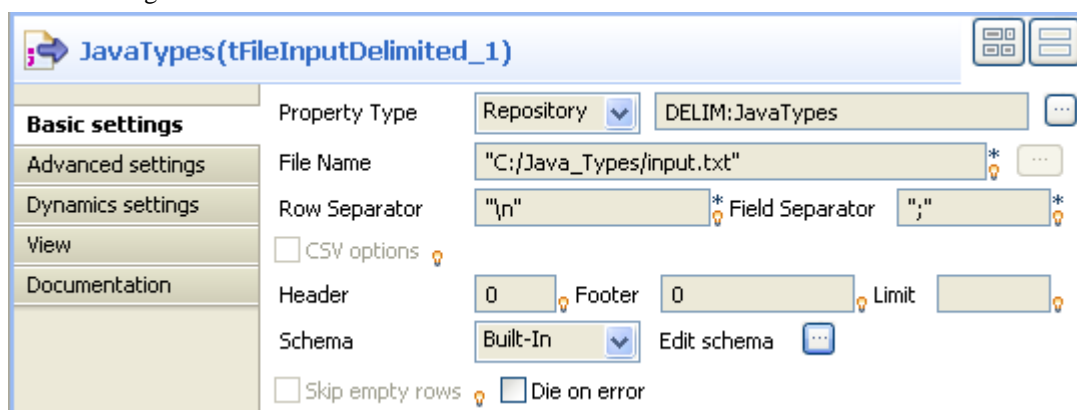 JavaTypes(tFileInputDelimited_1)
Basic settings
Advanced settings
Dynamics settings
View
Documentation
Property Type Repository DELIM:JavaTypes ...
File Name "C:/Java_Types/input.txt" * ...
Row Separator "\n" * Field Separator ";" *
CSV options
Header 0 Footer 0 Limit
Schema Built-In Edit schema ...
Skip empty rows Die on error